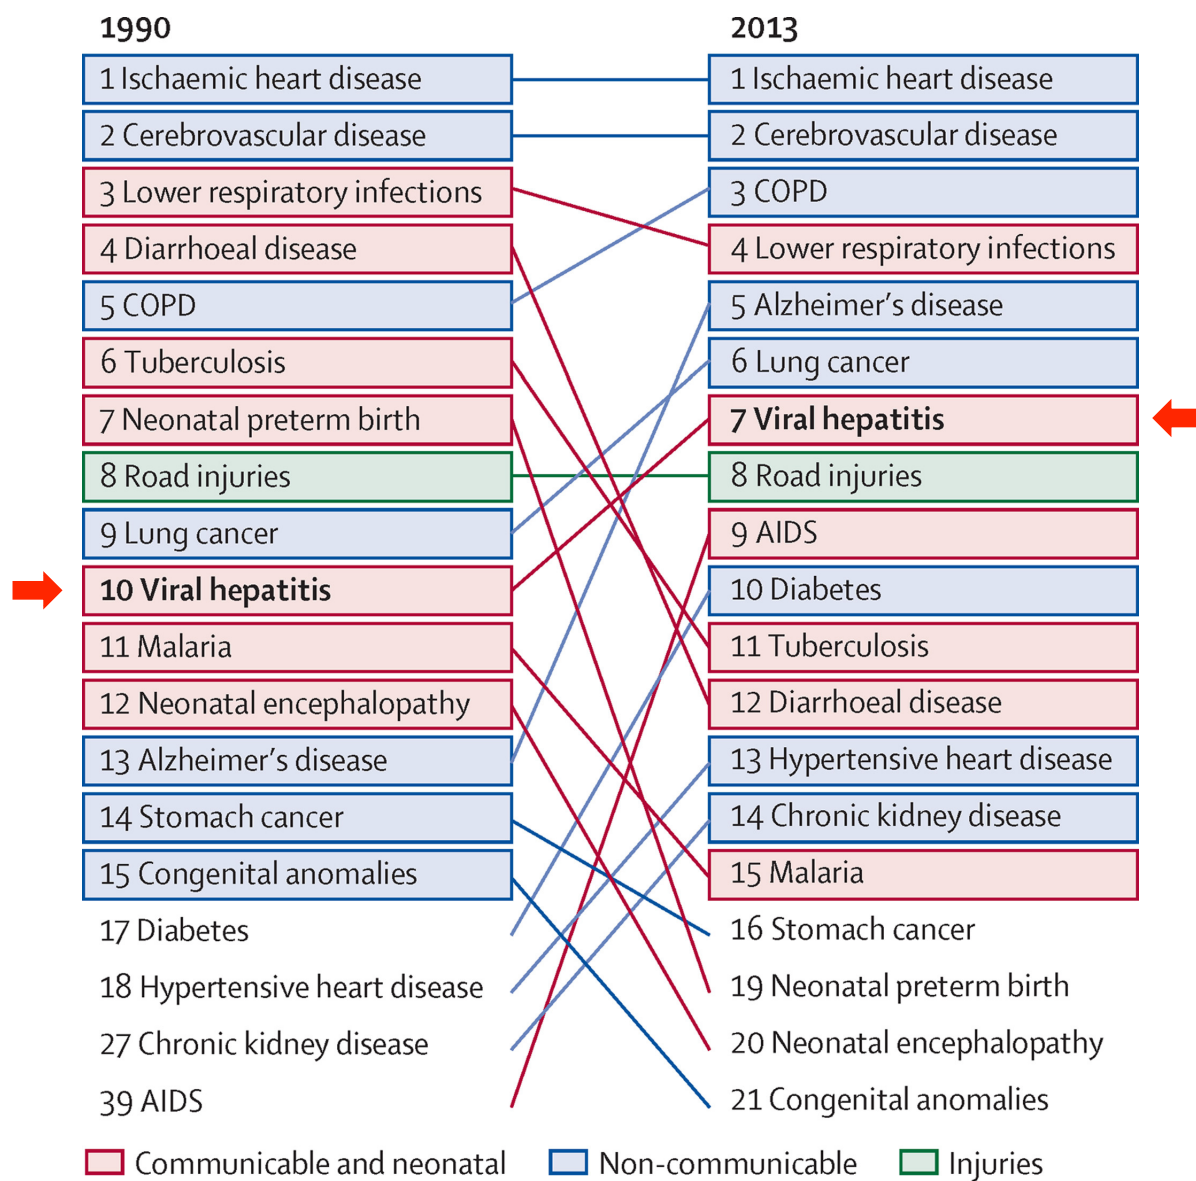 1990
1 Ischaemic heart disease
2 Cerebrovascular disease
3 Lower respiratory infections
4 Diarrhoeal disease
5 COPD
6 Tuberculosis
7 Neonatal preterm birth
8 Road injuries
9 Lung cancer
10 Viral hepatitis
11 Malaria
12 Neonatal encephalopathy
13 Alzheimer's disease
14 Stomach cancer
15 Congenital anomalies
17 Diabetes
18 Hypertensive heart disease
27 Chronic kidney disease
39 AIDS
2013
1 Ischaemic heart disease
2 Cerebrovascular disease
3 COPD
4 Lower respiratory infections
5 Alzheimer's disease
6 Lung cancer
7 Viral hepatitis
8 Road injuries
9 AIDS
10 Diabetes
11 Tuberculosis
12 Diarrhoeal disease
13 Hypertensive heart disease
14 Chronic kidney disease
15 Malaria
16 Stomach cancer
19 Neonatal preterm birth
20 Neonatal encephalopathy
21 Congenital anomalies
Communicable and neonatal
Non-communicable
Injuries